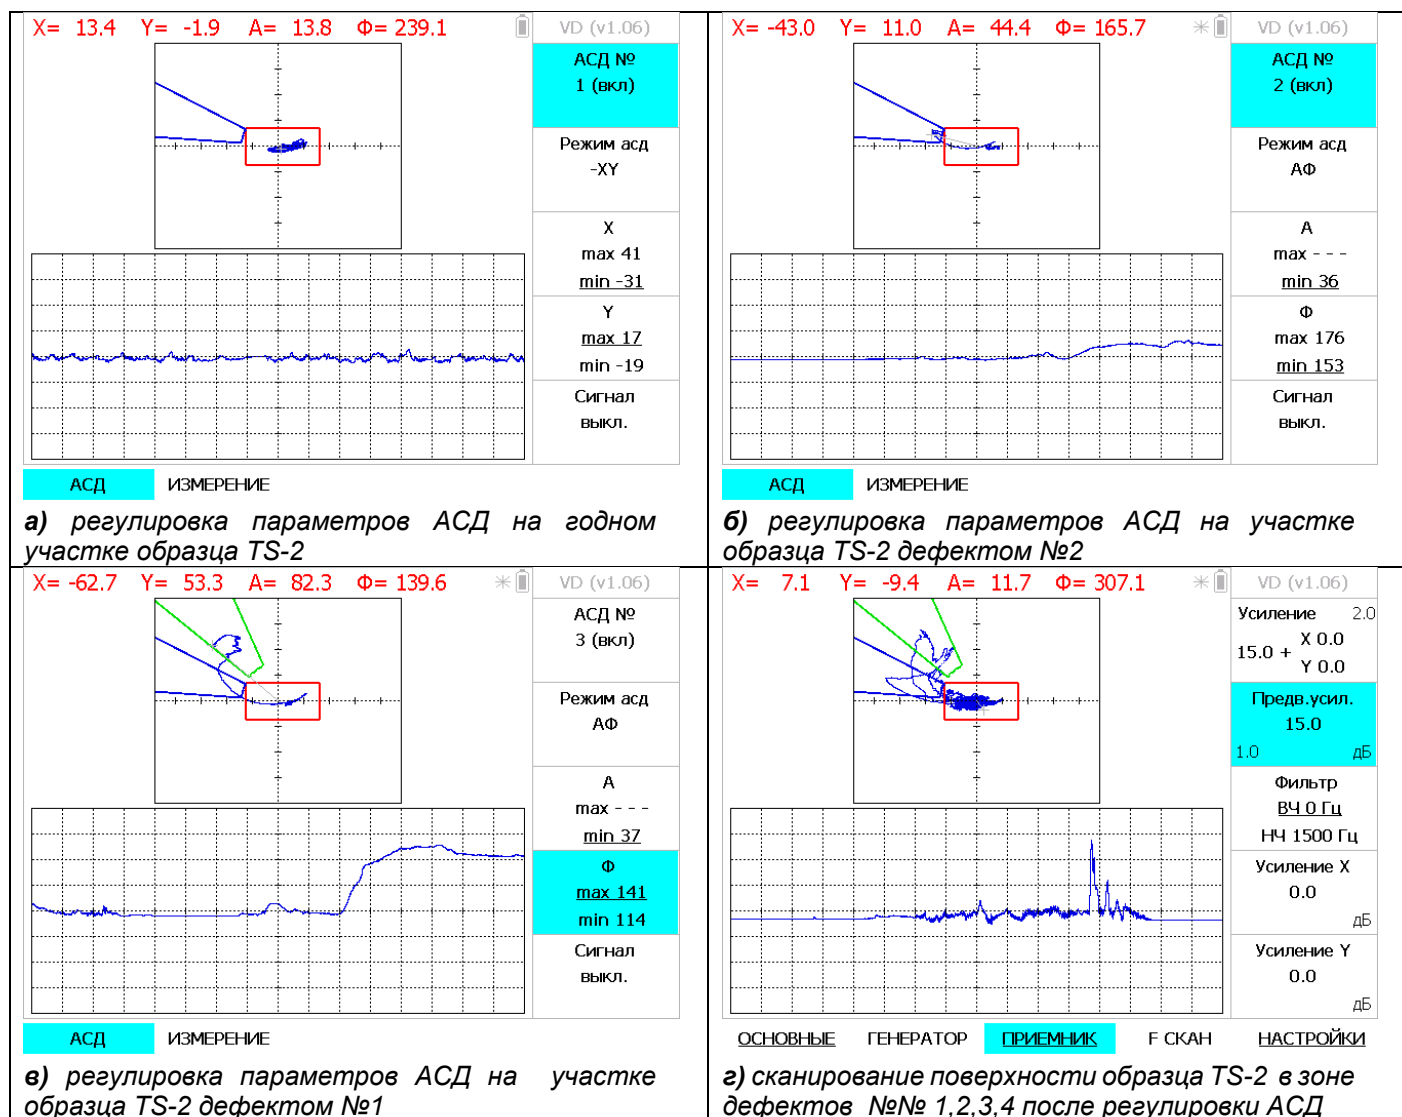 X= 13.4 Y= -1.9 A= 13.8 Ф= 239.1
VD (v1.06)
АСД №
1 (вкл)
Режим асд
-XY
X
max 41
min -31
Y
max 17
min -19
Сигнал
выкл.
АСД ИЗМЕРЕНИЕ
а) регулировка параметров АСД на годном
участке образца TS-2
X= -43.0 Y= 11.0 A= 44.4 Ф= 165.7
VD (v1.06)
АСД №
2 (вкл)
Режим асд
АФ
А
max - - -
min 36
Ф
max 176
min 153
Сигнал
выкл.
АСД ИЗМЕРЕНИЕ
б) регулировка параметров АСД на участке
образца TS-2 дефектом №2
X= -62.7 Y= 53.3 A= 82.3 Ф= 139.6
VD (v1.06)
АСД №
3 (вкл)
Режим асд
АФ
А
max - - -
min 37
Ф
max 141
min 114
Сигнал
выкл.
АСД ИЗМЕРЕНИЕ
в) регулировка параметров АСД на участке
образца TS-2 дефектом №1
X= 7.1 Y= -9.4 A= 11.7 Ф= 307.1
VD (v1.06)
Усиление 2.0
15.0 + X 0.0
Y 0.0
Предв.усил.
15.0
1.0 дБ
Фильтр
ВЧ 0 Гц
НЧ 1500 Гц
Усиление X
0.0
дБ
Усиление Y
0.0
дБ
ОСНОВНЫЕ ГЕНЕРАТОР ПРИЕМНИК F СКАН НАСТРОЙКИ
г) сканирование поверхности образца TS-2 в зоне
дефектов №№ 1,2,3,4 после регулировки АСД